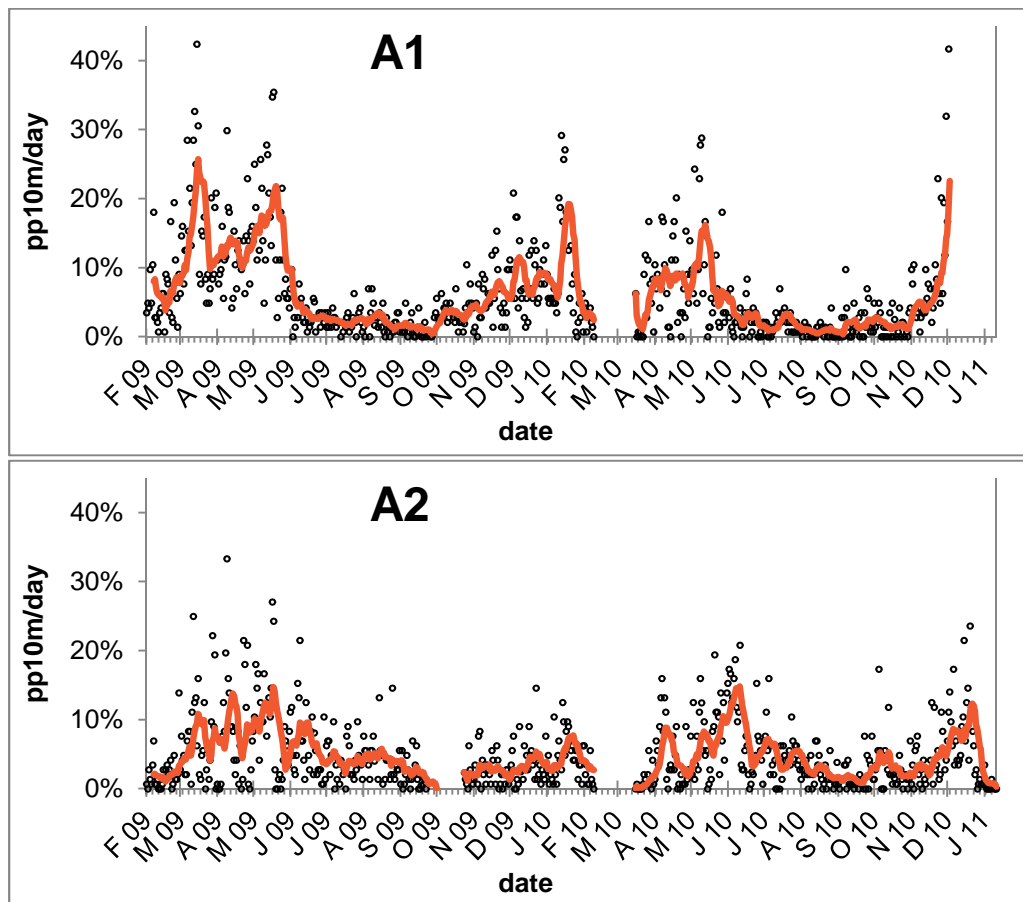 A1
pp10m/day
40%
30%
20%
10%
0%
F 09
M 09
A 09
M 09
J 09
J 09
A 09
S 09
O 09
N 09
D 09
J 10
F 10
M 10
A 10
M 10
J 10
J 10
A 10
S 10
O 10
N 10
D 10
J 11
date
A2
pp10m/day
40%
30%
20%
10%
0%
F 09
M 09
A 09
M 09
J 09
J 09
A 09
S 09
O 09
N 09
D 09
J 10
F 10
M 10
A 10
M 10
J 10
J 10
A 10
S 10
O 10
N 10
D 10
J 11
date